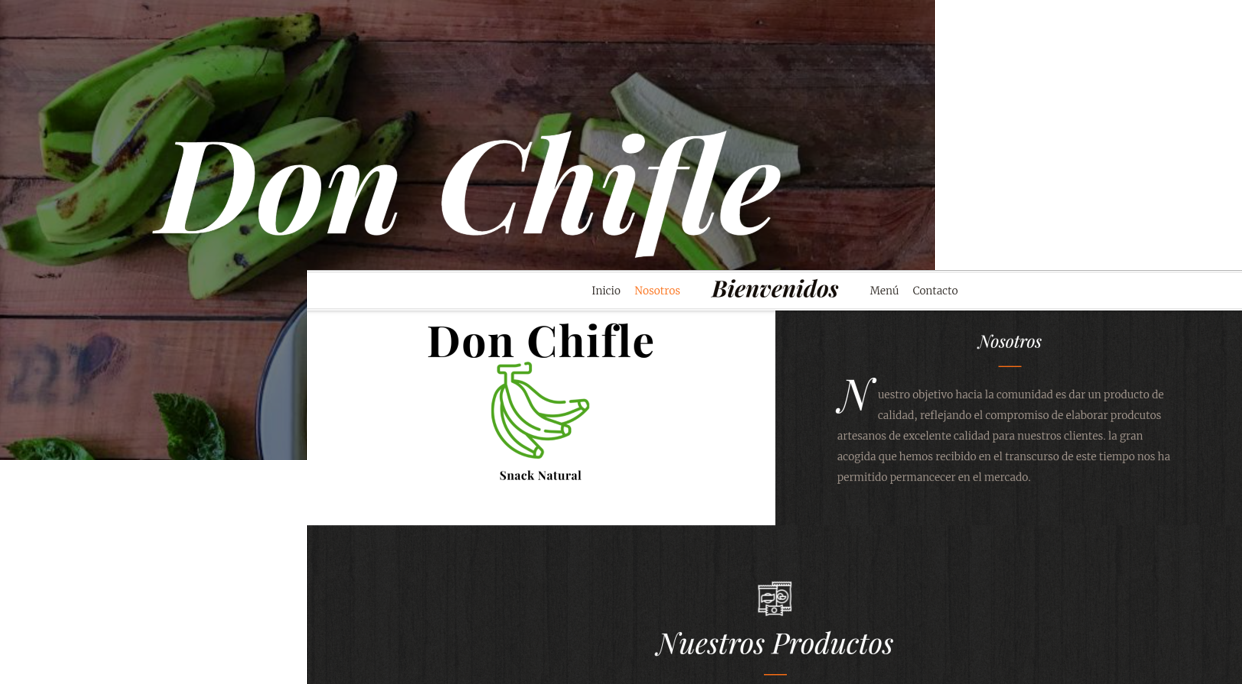 Don Chifle
Inicio Nosotros Bienvenidos Menú Contacto
Don Chifle
Snack Natural
Nosotros
Nuestro objetivo hacia la comunidad es dar un producto de
calidad, reflejando el compromiso de elaborar prodcutos
artesanos de excelente calidad para nuestros clientes. la gran
acogida que hemos recibido en el transcurso de este tiempo nos ha
permitido permancecer en el mercado.
Nuestros Productos